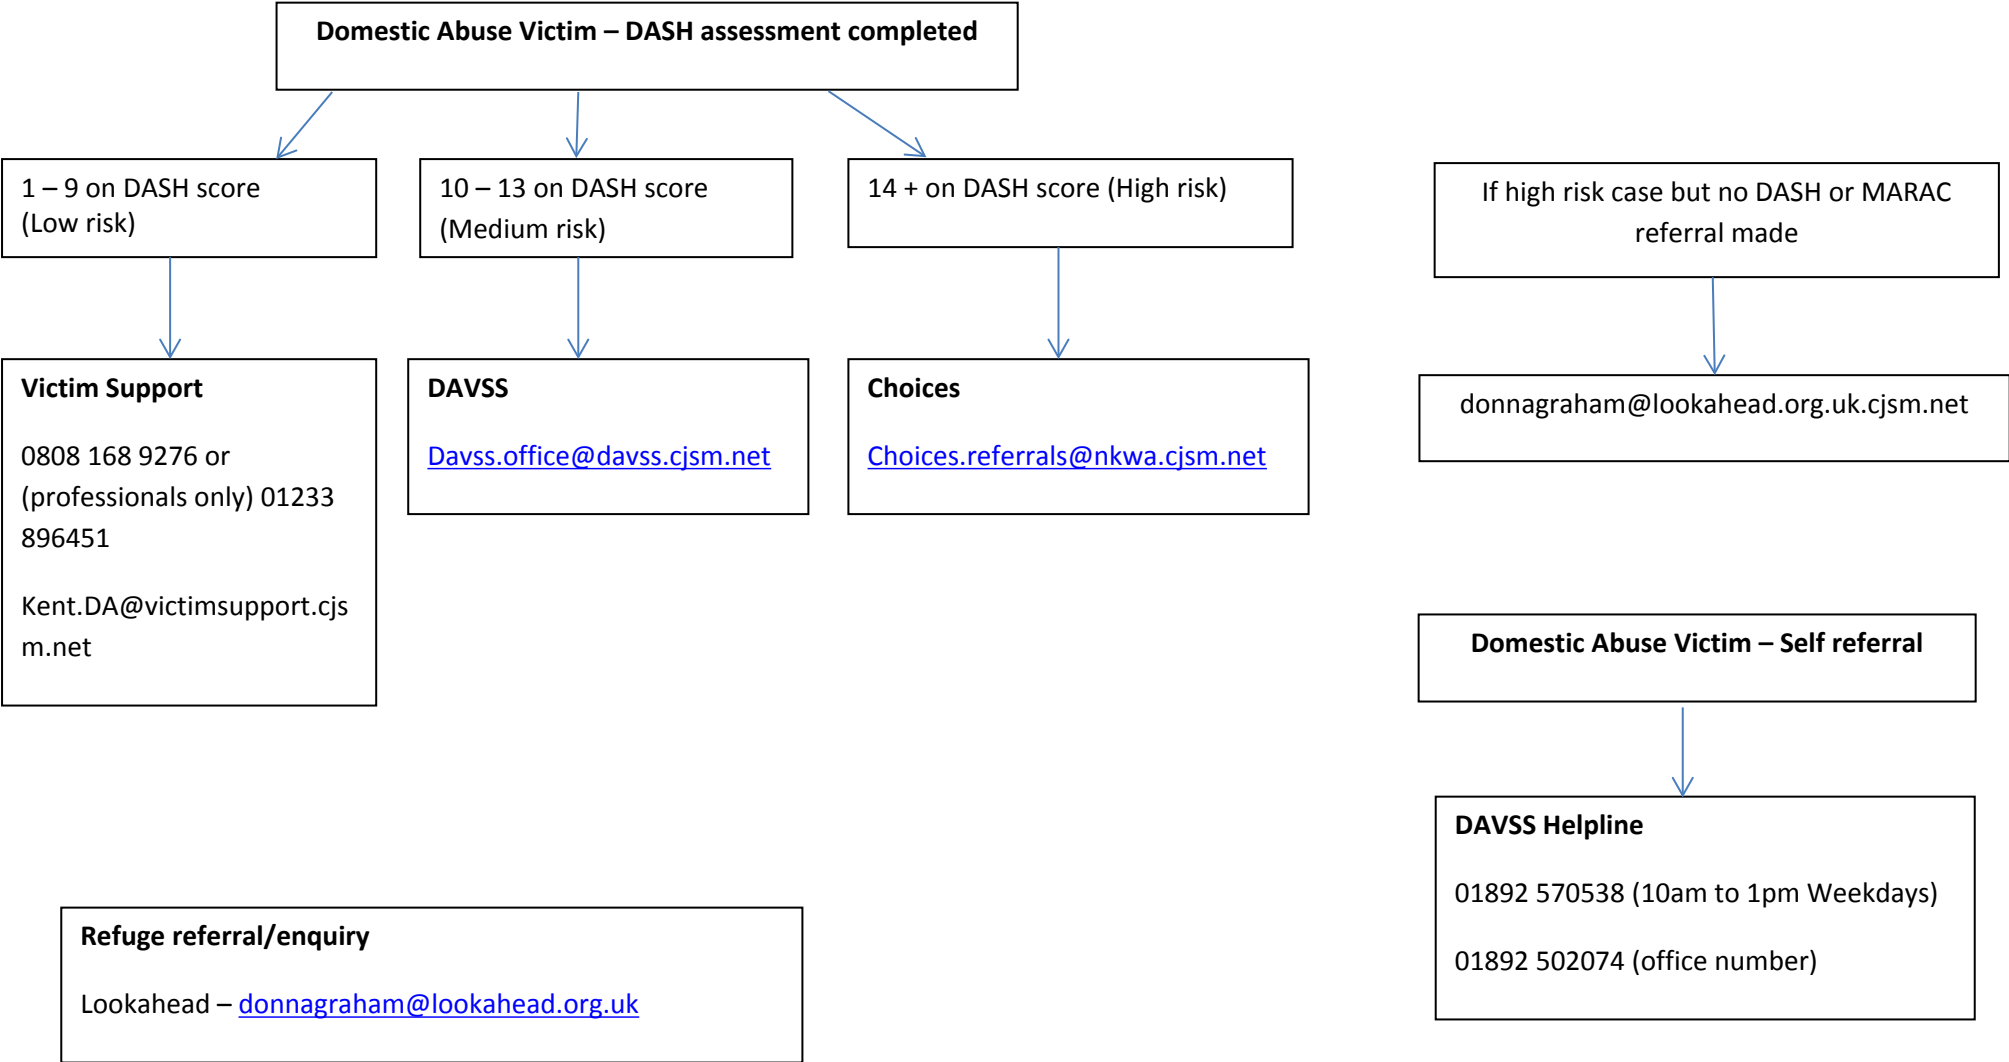 Domestic Abuse Victim – DASH assessment completed
1 – 9 on DASH score
(Low risk)
10 – 13 on DASH score
(Medium risk)
14 + on DASH score (High risk)
If high risk case but no DASH or MARAC
referral made
Victim Support
0808 168 9276 or
(professionals only) 01233
896451
Kent.DA@victimsupport.cjs
m.net
DAVSS
Davss.office@davss.cjsm.net
Choices
Choices.referrals@nkwa.cjsm.net
donnagraham@lookahead.org.uk.cjsm.net
Domestic Abuse Victim – Self referral
DAVSS Helpline
01892 570538 (10am to 1pm Weekdays)
01892 502074 (office number)
Refuge referral/enquiry
Lookahead – donnagraham@lookahead.org.uk